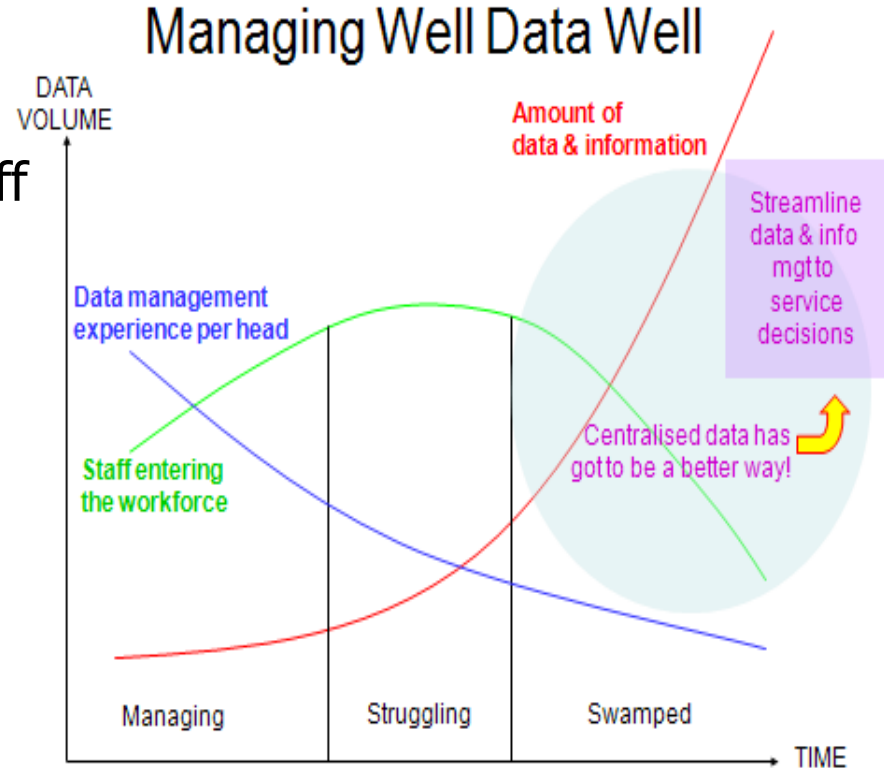 Managing Well Data Well
DATA
VOLUME
ff
Amount of
data & information
Streamline
data & info
mgt to
service
decisions
Data management
experience per head
Centralised data has
got to be a better way!
Staff entering
the workforce
Managing
Struggling
Swamped
TIME